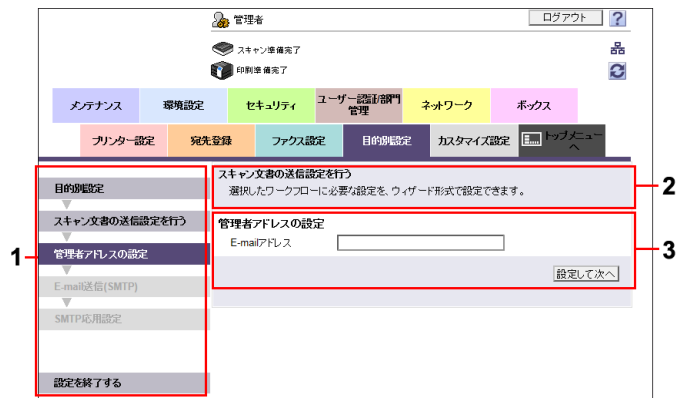 管理者
ログアウト
?
スキャン準備完了
印刷準備完了
メンテナンス
環境設定
セキュリティ
ユーザー認証/部門
管理
ネットワーク
ボックス
プリンター設定
宛先登録
ファクス設定
目的別設定
カスタマイズ設定
トップメニュー
へ
目的別設定
スキャン文書の送信設定を行う
管理者アドレスの設定
E-mail送信(SMTP)
SMTP応用設定
設定を終了する
1
スキャン文書の送信設定を行う
選択したワークフローに必要な設定を、ウィザード形式で設定できます。
2
管理者アドレスの設定
E-mailアドレス
3
設定して次へ